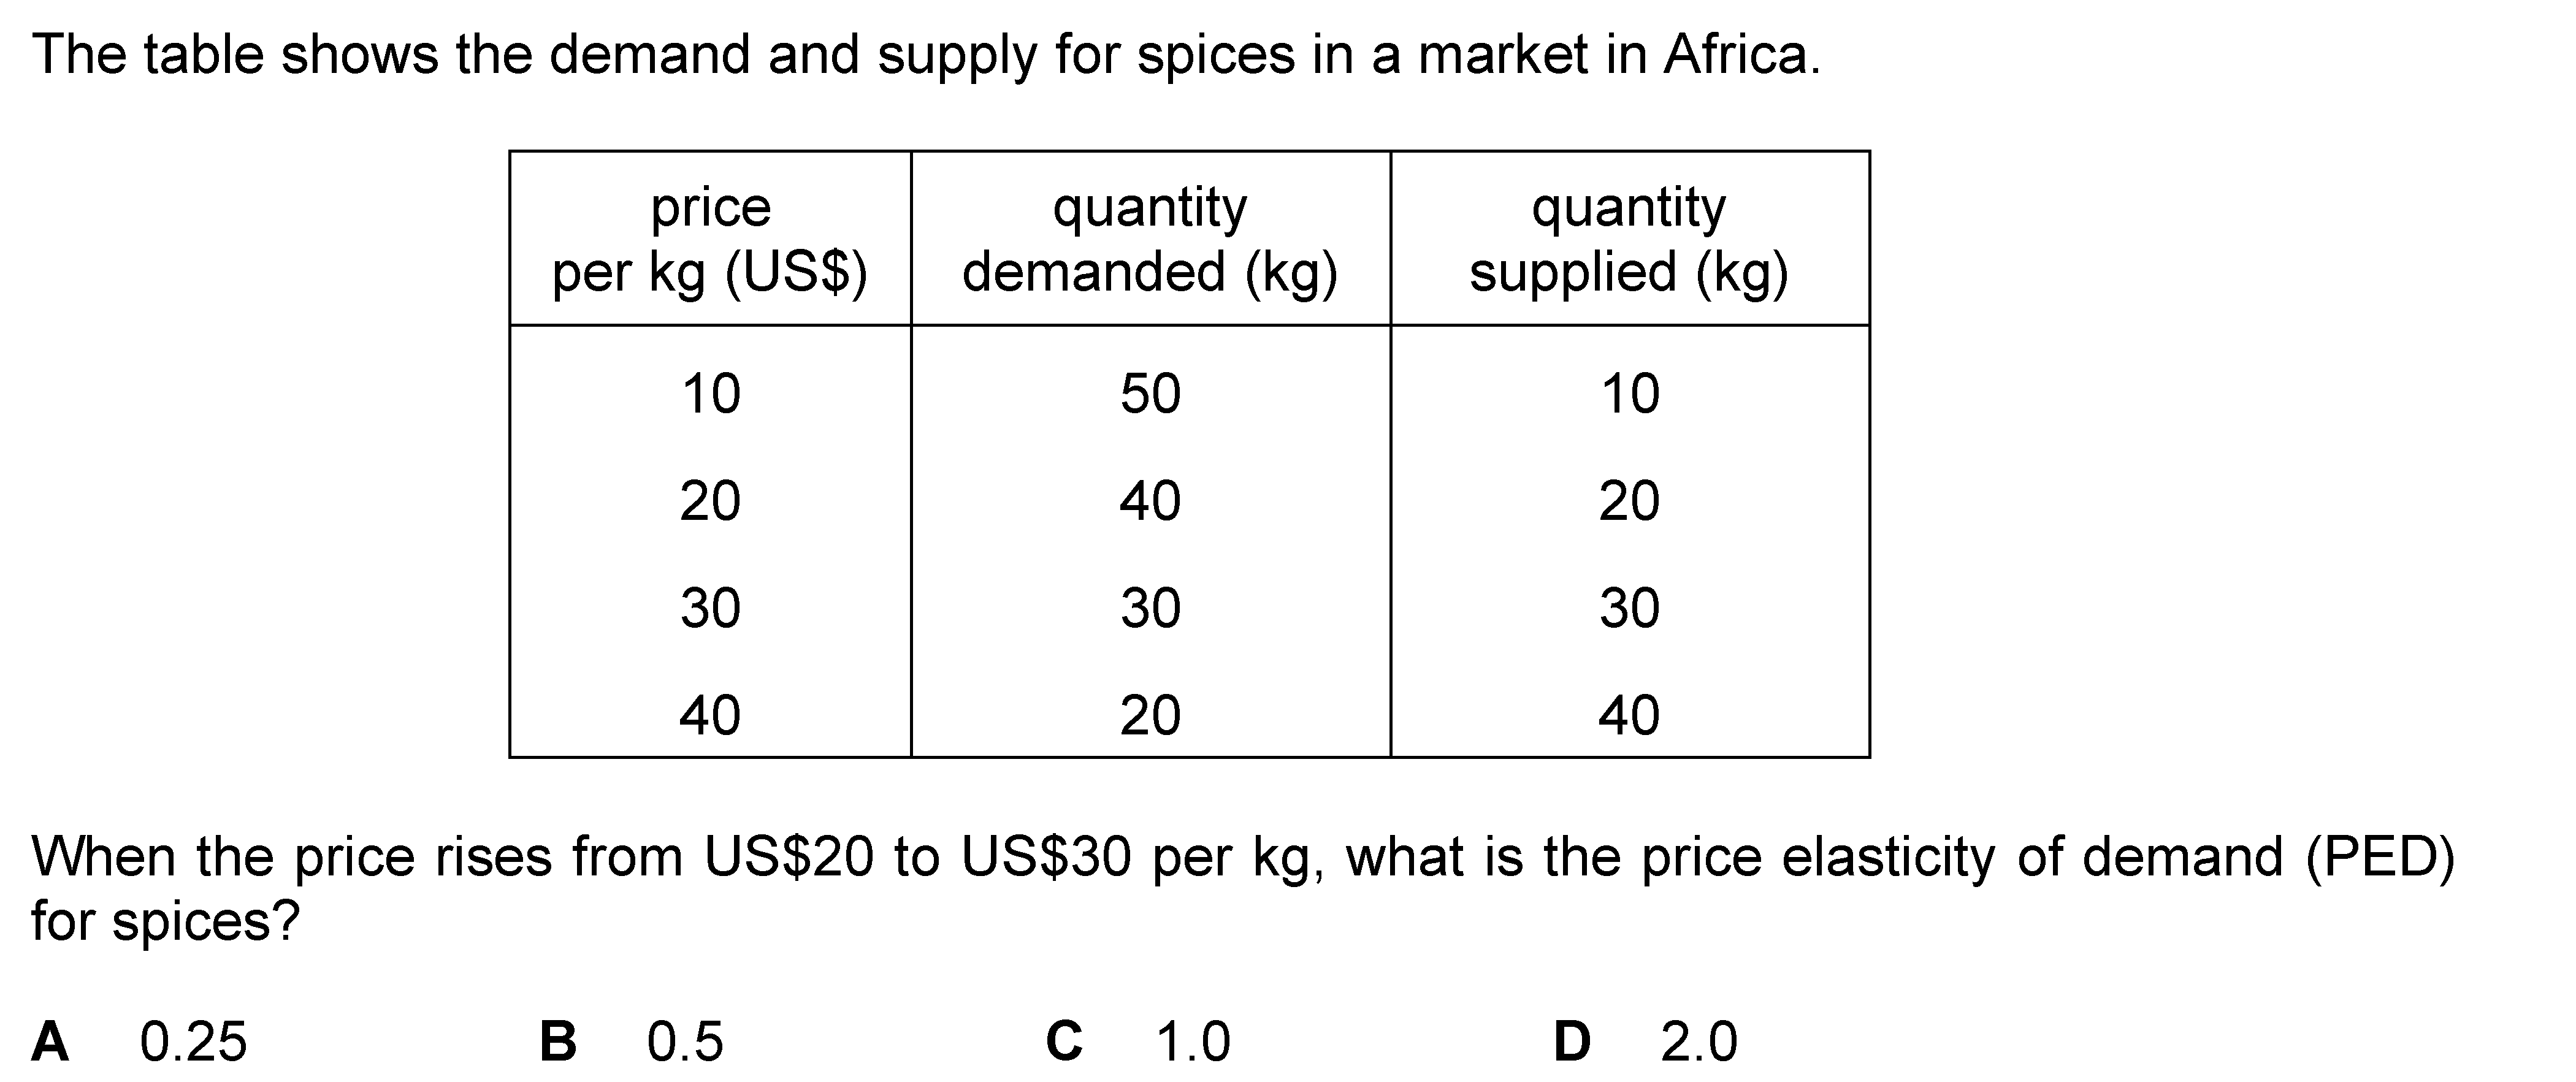 The table shows the demand and supply for spices in a market in Africa.
price per kg (US$) quantity demanded (kg) quantity supplied (kg)
10 50 10
20 40 20
30 30 30
40 20 40
When the price rises from US$20 to US$30 per kg, what is the price elasticity of demand (PED)
for spices?
A 0.25 B 0.5 C 1.0 D 2.0